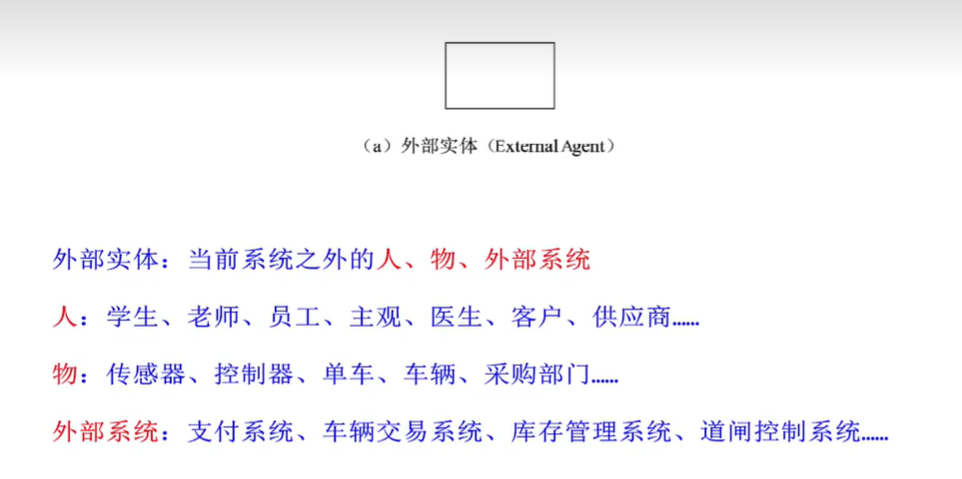 （a）外部实体（External Agent）
外部实体：当前系统之外的人、物、外部系统
人：学生、老师、员工、主观、医生、客户、供应商......
物：传感器、控制器、单车、车辆、采购部门......
外部系统：支付系统、车辆交易系统、库存管理系统、道闸控制系统......